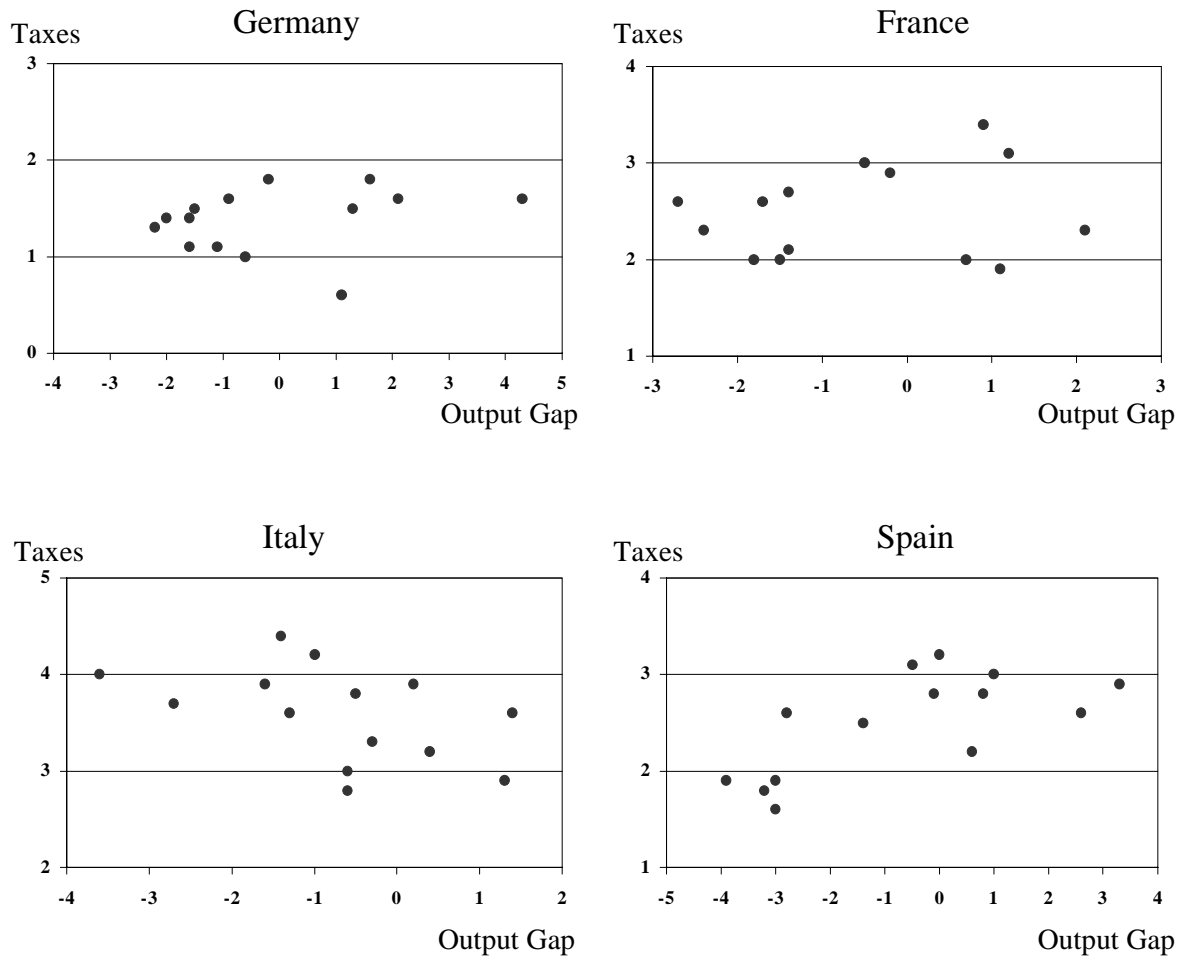 Germany
Taxes
3
2
1
0
-4 -3 -2 -1 0 1 2 3 4 5
Output Gap
France
Taxes
4
3
2
1
-3 -2 -1 0 1 2 3
Output Gap
Italy
Taxes
5
4
3
2
-4 -3 -2 -1 0 1 2
Output Gap
Spain
Taxes
4
3
2
1
-5 -4 -3 -2 -1 0 1 2 3 4
Output Gap